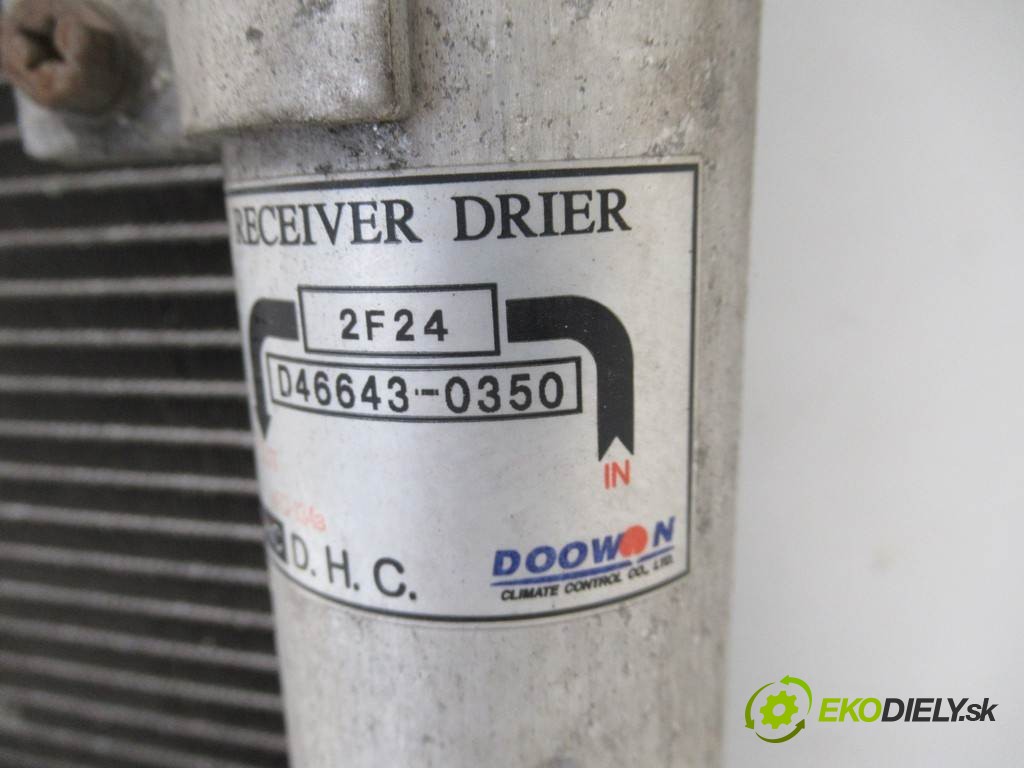 RECEIVER DRIER
2F24
D46643-0350
IN
D.H.C.
DOOWON
CLIMATE CONTROL CO., LTD.
EKODIELY.sk